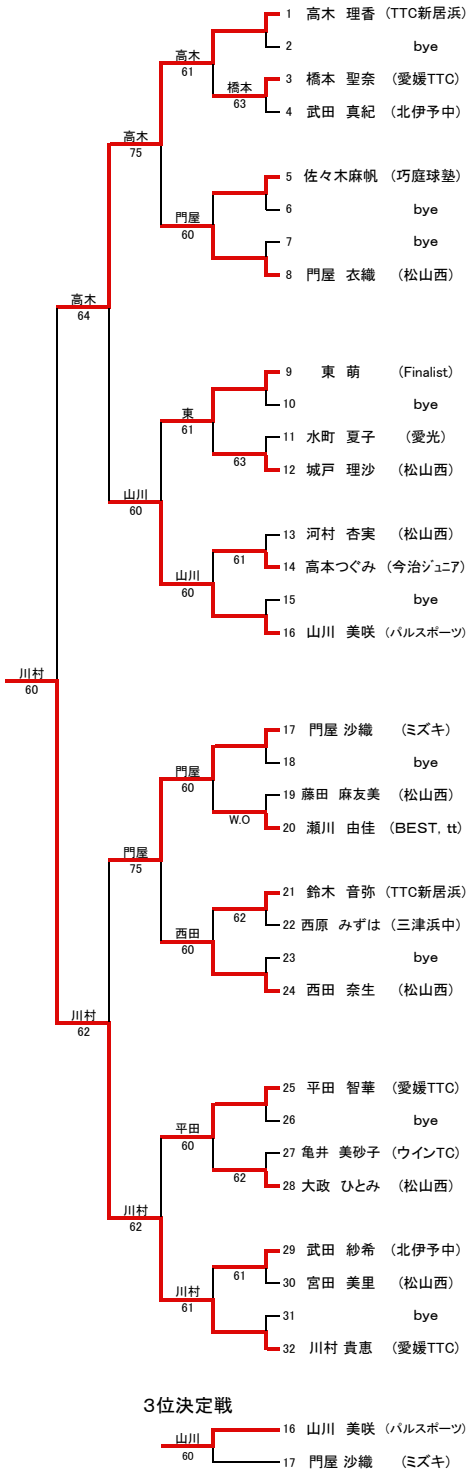 1 高木 理香 (TTC新居浜)
高木
2 bye
61
橋本
3 橋本 聖奈 (愛媛TTC)
63
4 武田 真紀 (北伊予中)
高木
75
5 佐々木麻帆 (巧庭球塾)
門屋
6 bye
60
7 bye
8 門屋 衣織 (松山西)
高木
64
9 東 萌 (Finalist)
東
10 bye
61
11 水町 夏子 (愛光)
63
12 城戸 理沙 (松山西)
山川
60
13 河村 杏実 (松山西)
61
14 高本つぐみ (今治ジュニア)
山川
60
15 bye
16 山川 美咲 (パルスポーツ)
川村
60
17 門屋 沙織 (ミズキ)
門屋
18 bye
60
19 藤田 麻友美 (松山西)
W.O
20 瀬川 由佳 (BEST, tt)
門屋
75
21 鈴木 音弥 (TTC新居浜)
62
22 西原 みずは (三津浜中)
西田
60
23 bye
24 西田 奈生 (松山西)
川村
62
25 平田 智華 (愛媛TTC)
平田
26 bye
60
27 亀井 美砂子 (ウインTC)
62
28 大政 ひとみ (松山西)
川村
62
29 武田 紗希 (北伊予中)
61
30 宮田 美里 (松山西)
川村
61
31 bye
32 川村 貴恵 (愛媛TTC)
3位決定戦
16 山川 美咲 (パルスポーツ)
山川
60
17 門屋 沙織 (ミズキ)